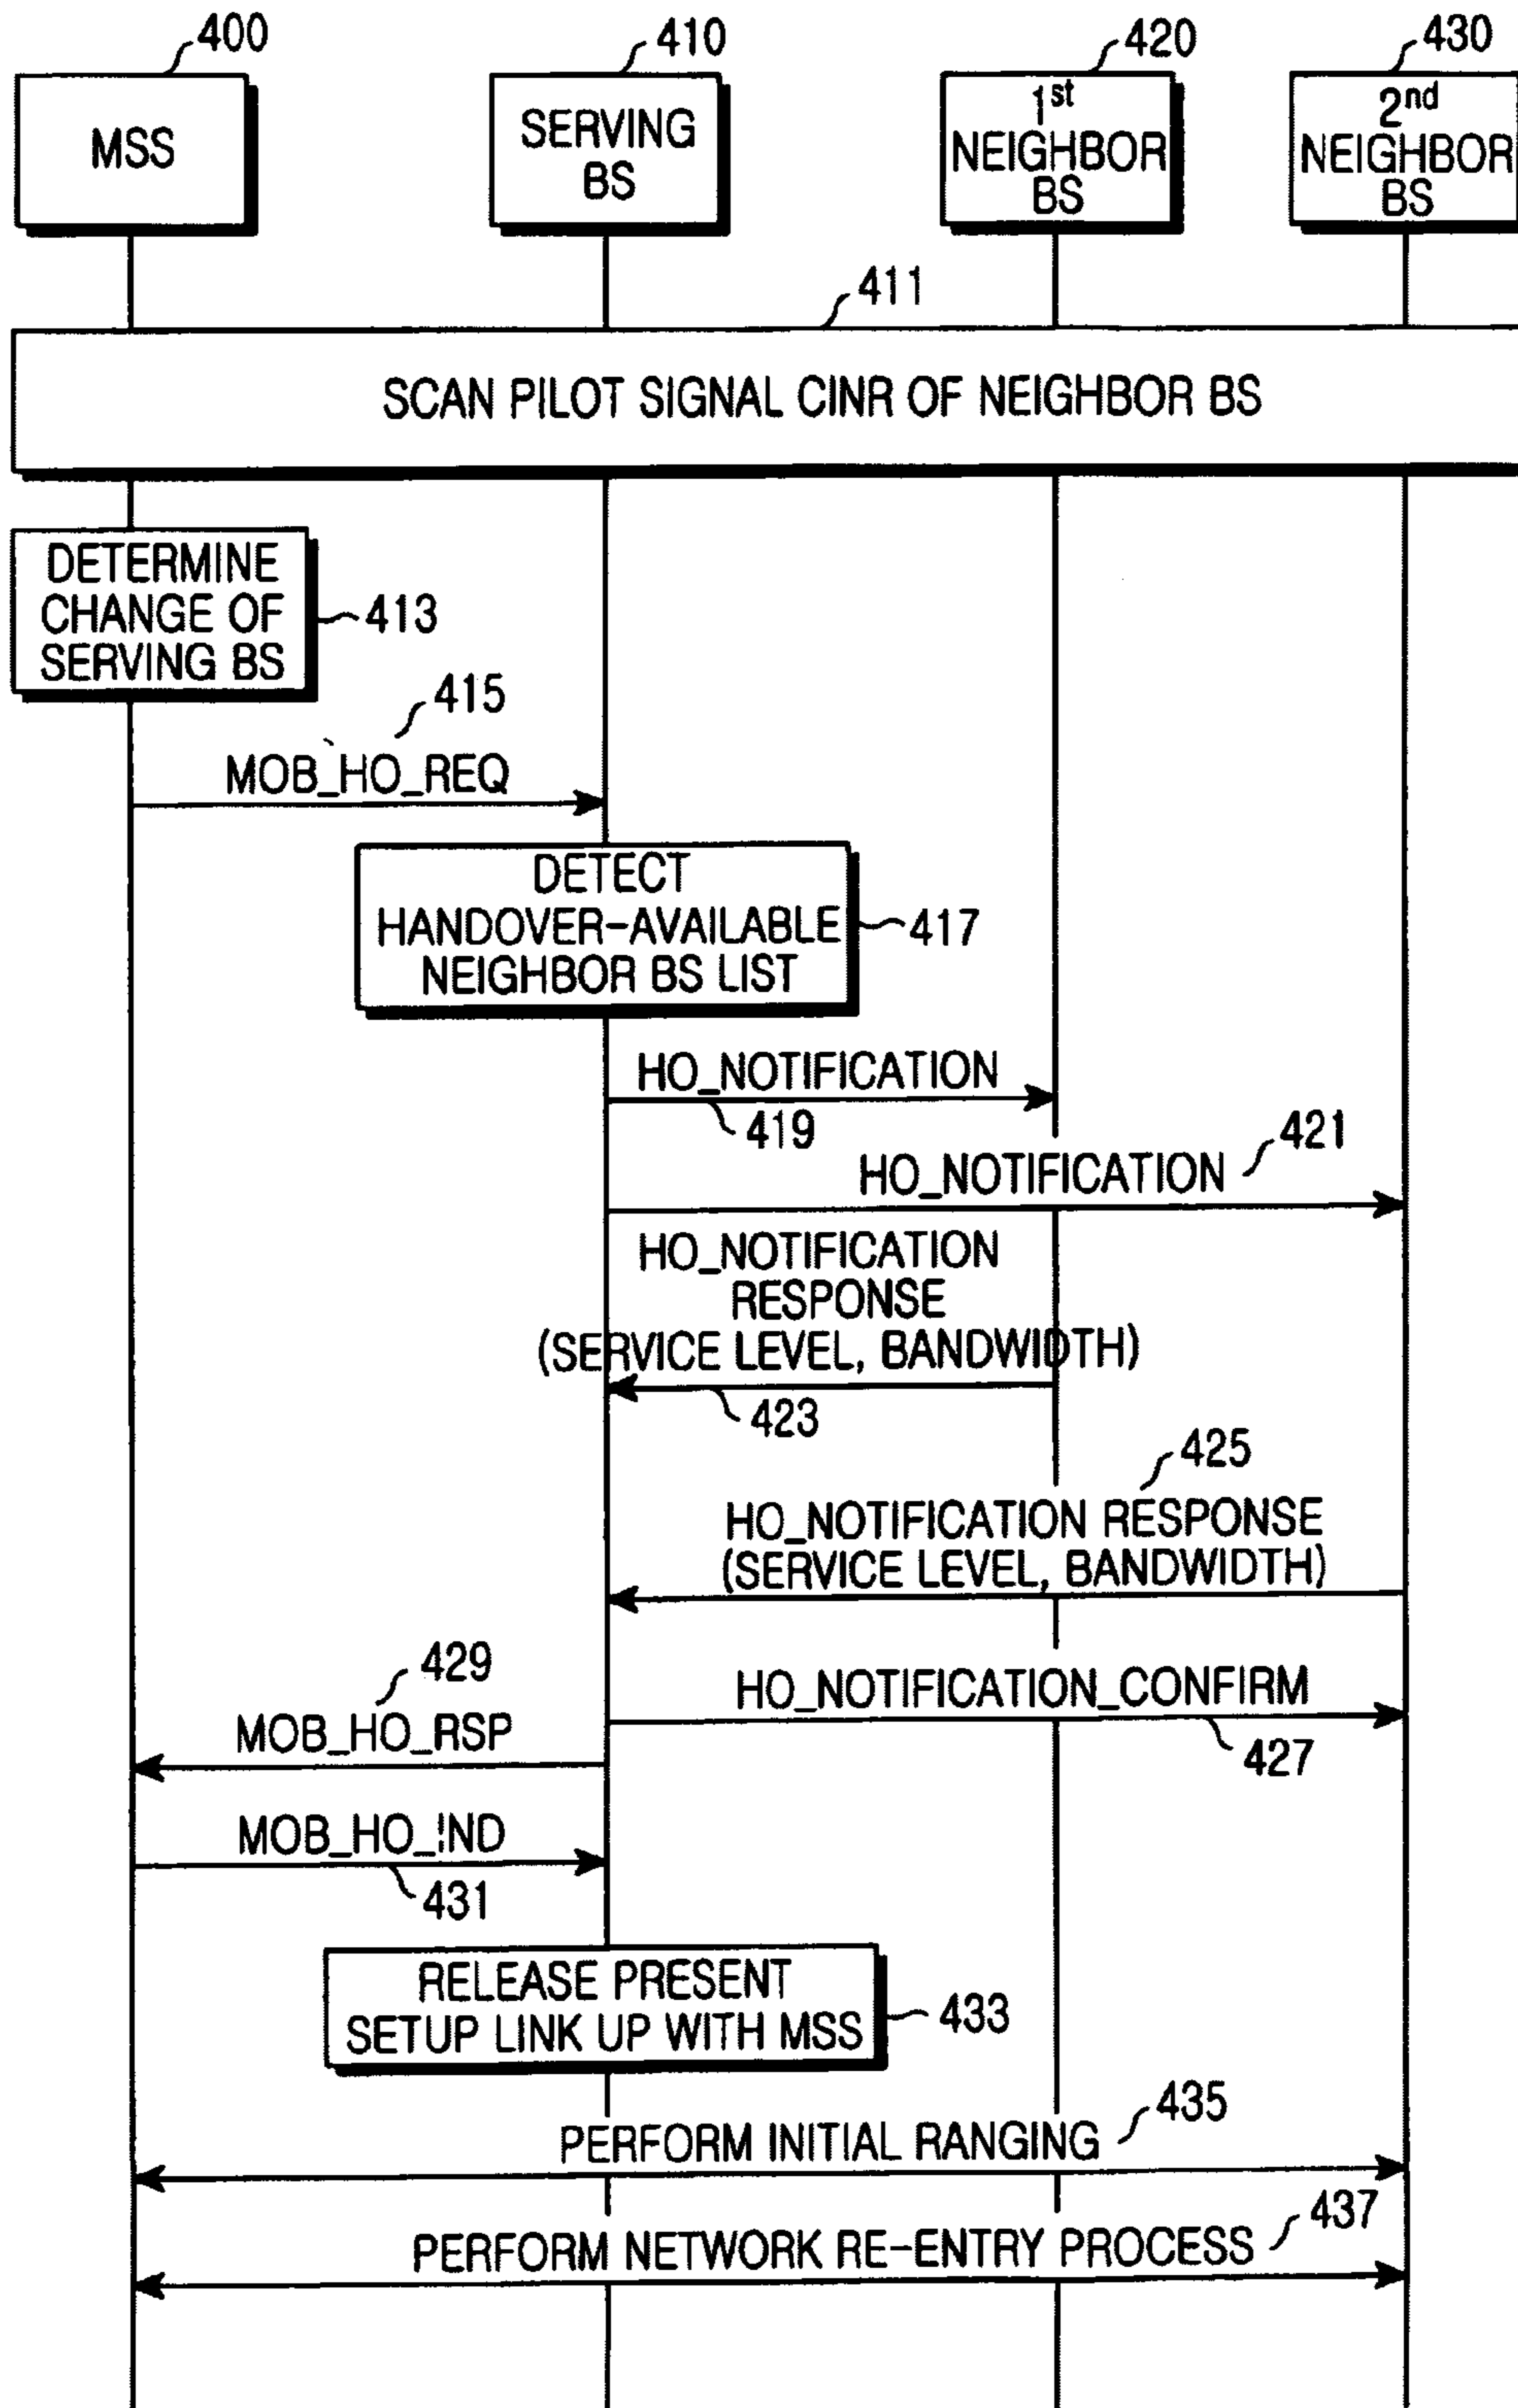 400
410
420
430
MSS
SERVING
BS
1st
NEIGHBOR
BS
2nd
NEIGHBOR
BS
411
SCAN PILOT SIGNAL CINR OF NEIGHBOR BS
DETERMINE
CHANGE OF
SERVING BS
413
415
MOB_HO_REQ
DETECT
HANDOVER-AVAILABLE
NEIGHBOR BS LIST
417
HO_NOTIFICATION
419
421
HO_NOTIFICATION
HO_NOTIFICATION
RESPONSE
(SERVICE LEVEL, BANDWIDTH)
423
425
HO_NOTIFICATION RESPONSE
(SERVICE LEVEL, BANDWIDTH)
429
HO_NOTIFICATION_CONFIRM
MOB_HO_RSP
427
MOB_HO_IND
431
RELEASE PRESENT
SETUP LINK UP WITH MSS
433
435
PERFORM INITIAL RANGING
437
PERFORM NETWORK RE-ENTRY PROCESS